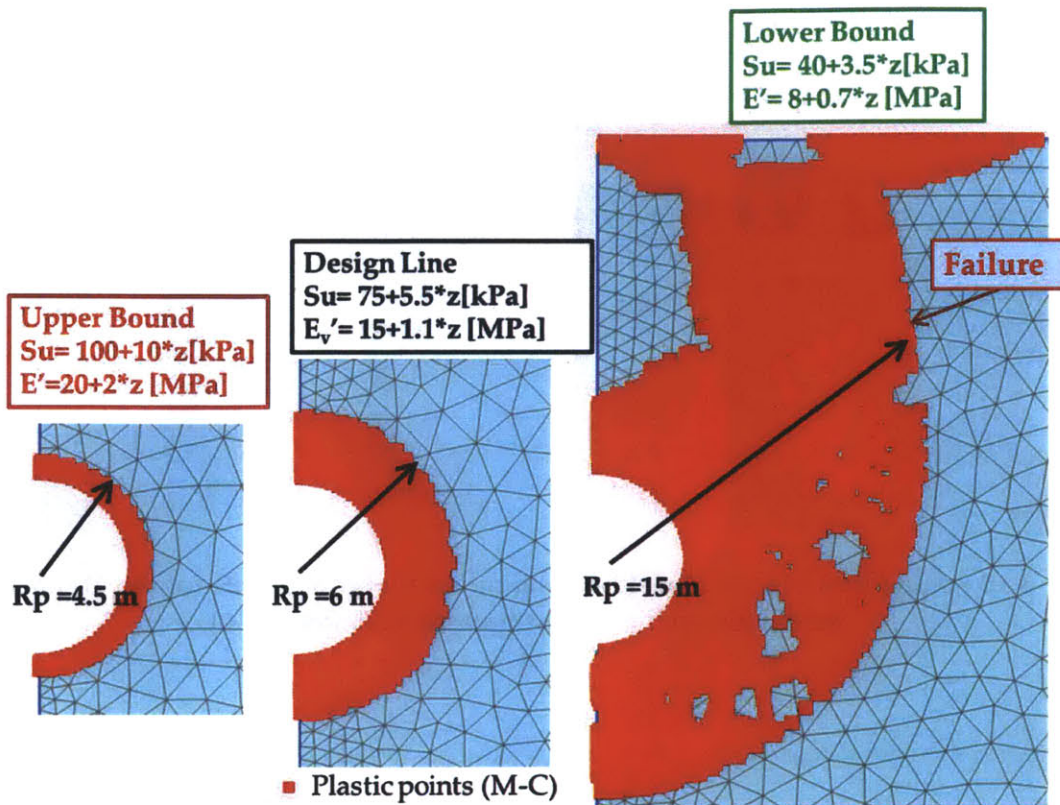 Lower Bound
Su= 40+3.5*z[kPa]
E'= 8+0.7*z [MPa]
Design Line
Su= 75+5.5*z[kPa]
Ev'= 15+1.1*z [MPa]
Failure
Upper Bound
Su= 100+10*z[kPa]
E'=20+2*z [MPa]
Rp =4.5 m
Rp =6 m
Rp =15 m
Plastic points (M-C)